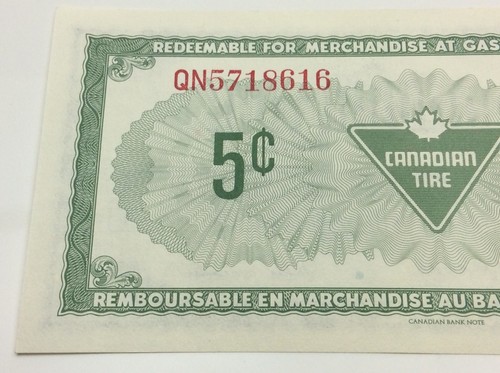 REDEEMABLE FOR MERCHANDISE AT GAS
QN5718616
5¢
CANADIAN
TIRE
REMBOURSABLE EN MARCHANDISE AU BA
CANADIAN BANK NOTE